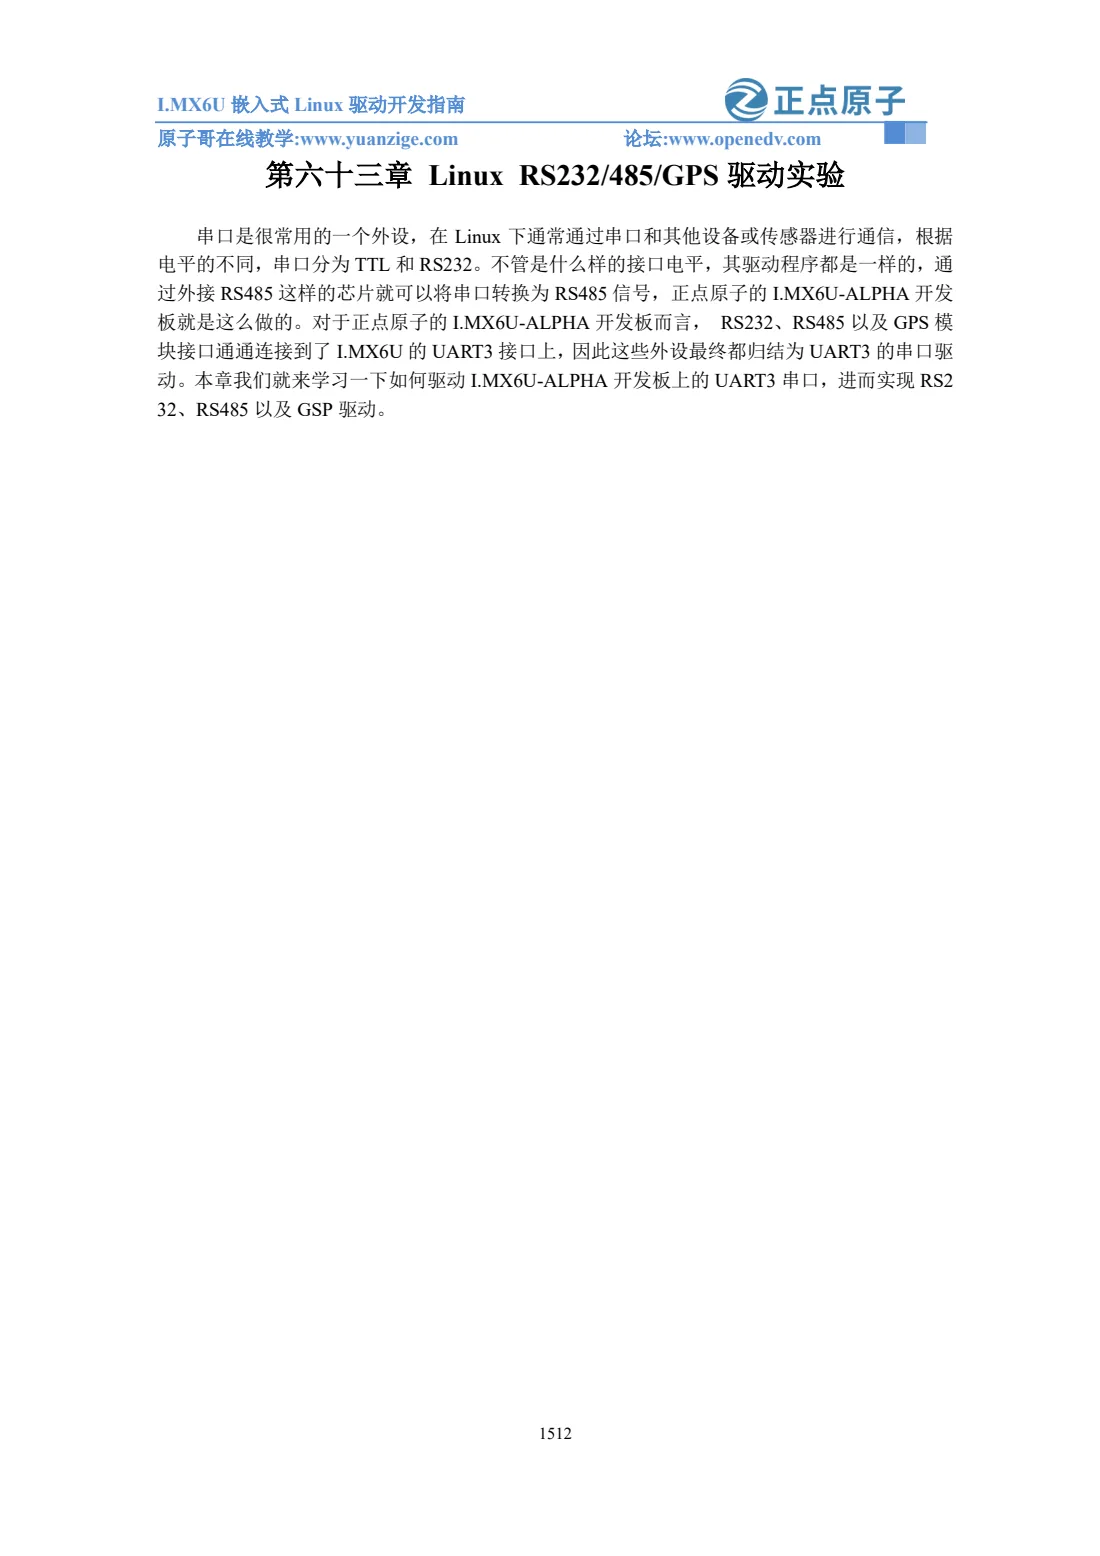 I.MX6U 嵌入式 Linux 驱动开发指南
正点原子
原子哥在线教学:www.yuanzige.com 论坛:www.openedv.com
第六十三章 Linux RS232/485/GPS 驱动实验
串口是很常用的一个外设，在 Linux 下通常通过串口和其他设备或传感器进行通信，根据
电平的不同，串口分为 TTL 和 RS232。不管是什么样的接口电平，其驱动程序都是一样的，通
过外接 RS485 这样的芯片就可以将串口转换为 RS485 信号，正点原子的 I.MX6U-ALPHA 开发
板就是这么做的。对于正点原子的 I.MX6U-ALPHA 开发板而言， RS232、RS485 以及 GPS 模
块接口通通连接到了 I.MX6U 的 UART3 接口上，因此这些外设最终都归结为 UART3 的串口驱
动。本章我们就来学习一下如何驱动 I.MX6U-ALPHA 开发板上的 UART3 串口，进而实现 RS2
32、RS485 以及 GSP 驱动。
1512